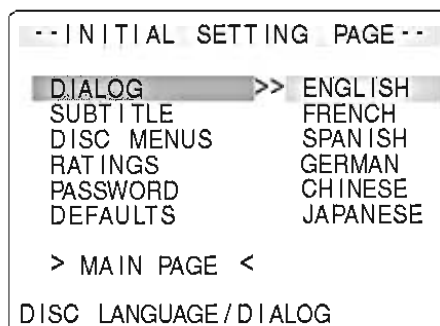 --INITIAL SETTING PAGE--
DIALOG >> ENGLISH
SUBTITLE FRENCH
DISC MENUS SPANISH
RATINGS GERMAN
PASSWORD CHINESE
DEFAULTS JAPANESE
> MAIN PAGE <
DISC LANGUAGE/DIALOG